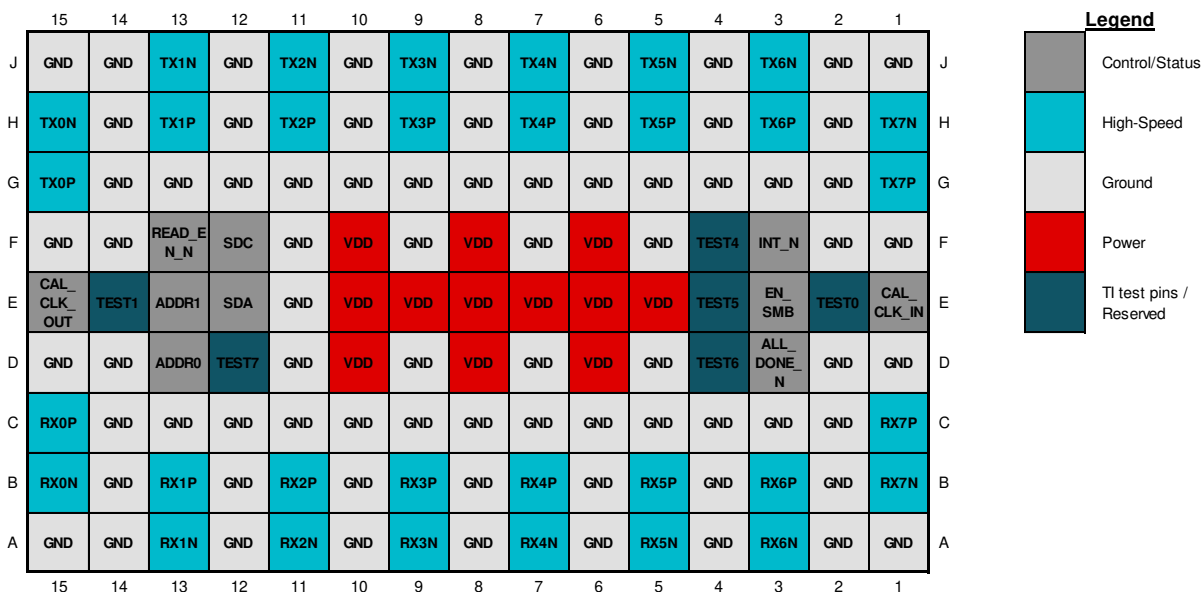 15 14 13 12 11 10 9 8 7 6 5 4 3 2 1
Legend
J GND GND TX1N GND TX2N GND TX3N GND TX4N GND TX5N GND TX6N GND GND J
Control/Status
H TX0N GND TX1P GND TX2P GND TX3P GND TX4P GND TX5P GND TX6P GND TX7N H
High-Speed
G TX0P GND GND GND GND GND GND GND GND GND GND GND GND GND TX7P G
Ground
F GND GND READ_E SDC GND VDD GND VDD GND VDD GND TEST4 INT_N GND GND F
N_N
Power
CAL_
E CLK_ TEST1 ADDR1 SDA GND VDD VDD VDD VDD VDD VDD TEST5 EN_ TEST0 CAL_ E
OUT
SMB
CLK_IN
TI test pins /
Reserved
D GND GND ADDR0 TEST7 GND VDD GND VDD GND VDD GND TEST6 ALL_ GND GND D
DONE_
N
C RX0P GND GND GND GND GND GND GND GND GND GND GND GND GND RX7P C
B RX0N GND RX1P GND RX2P GND RX3P GND RX4P GND RX5P GND RX6P GND RX7N B
A GND GND RX1N GND RX2N GND RX3N GND RX4N GND RX5N GND RX6N GND GND A
15 14 13 12 11 10 9 8 7 6 5 4 3 2 1